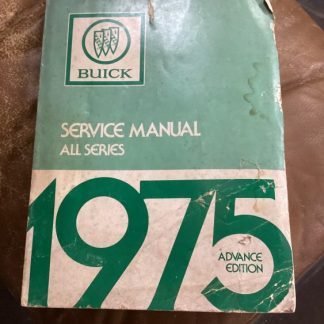 BUICK
SERVICE MANUAL
ALL SERIES
1975
ADVANCE
EDITION